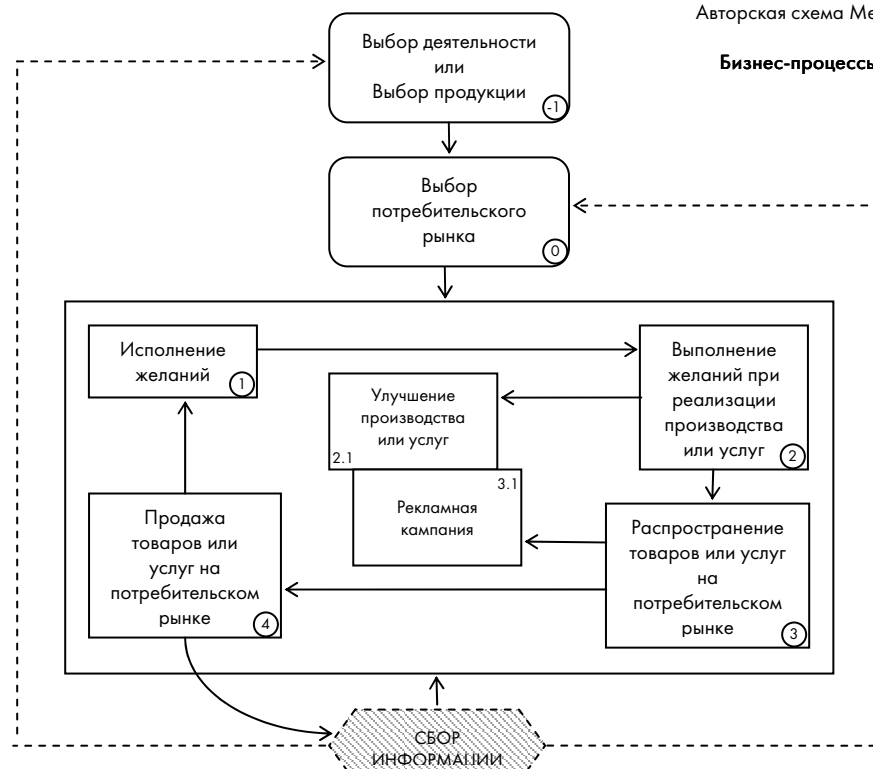 Авторская схема
Бизнес-процессы
Выбор деятельности
или
Выбор продукции
-1
Выбор
потребительского
рынка
0
Исполнение
желаний
1
Выполнение
желаний при
реализации
производства
или услуг
2
Улучшение
производства
или услуг
2.1
3.1
Рекламная
кампания
Продажа
товаров или
услуг на
потребительском
рынке
4
Распространение
товаров или услуг
на
потребительском
рынке
3
СБОР
ИНФОРМАЦИИ